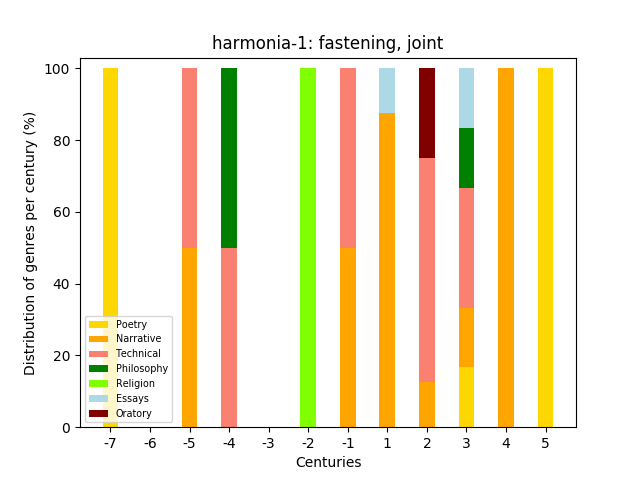 harmonia-1: fastening, joint
Distribution of genres per century (%)
100
80
60
40
20
0
Poetry
Narrative
Technical
Philosophy
Religion
Essays
Oratory
-7 -6 -5 -4 -3 -2 -1 1 2 3 4 5
Centuries